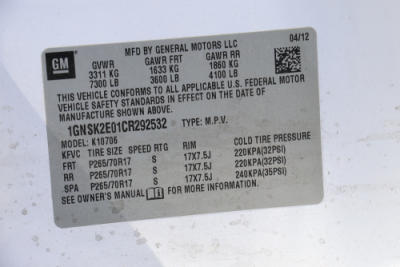 GM
MFD BY GENERAL MOTORS LLC 04/12
GVWR GAWR FRT GAWR RR
3311 KG 1633 KG 1860 KG
7300 LB 3600 LB 4100 LB
THIS VEHICLE CONFORMS TO ALL APPLICABLE U.S. FEDERAL MOTOR
VEHICLE SAFETY STANDARDS IN EFFECT ON THE DATE OF
MANUFACTURE SHOWN ABOVE.
1GNSK2E01CR292532 TYPE: M.P.V.
MODEL: K10706
KFVC TIRE SIZE SPEED RTG RIM COLD TIRE PRESSURE
FRT P265/70R17 S 17X7.5J 220KPA(32PSI)
RR P265/70R17 S 17X7.5J 220KPA(32PSI)
SPA P265/70R17 S 17X7.5J 240KPA(35PSI)
SEE OWNER'S MANUAL FOR MORE INFORMATION.